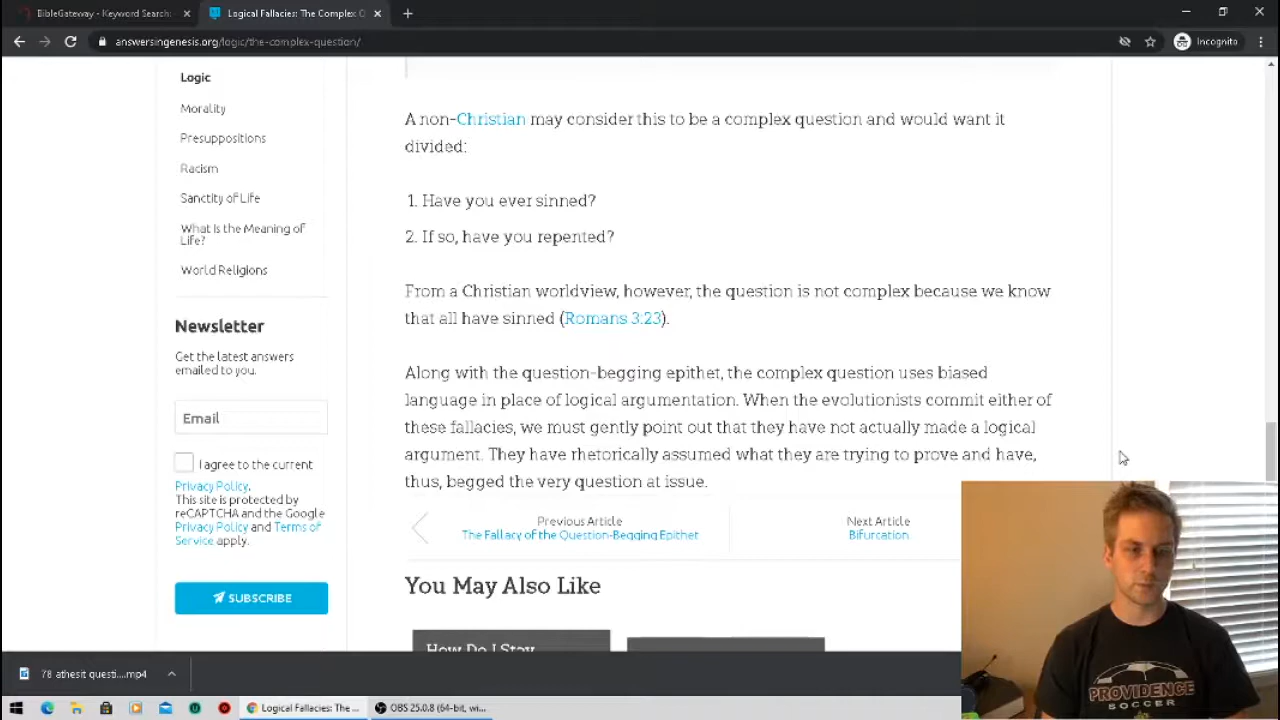 BibleGateway - Keyword Search:
Logical Fallacies: The Complex Q
answersingenesis.org/logic/the-complex-question/
Incognito
Logic
Morality
Presuppositions
Racism
Sanctity of Life
What Is the Meaning of
Life?
World Religions
Newsletter
Get the latest answers
emailed to you.
Email
I agree to the current
Privacy Policy.
This site is protected by
reCAPTCHA and the Google
Privacy Policy and Terms of
Service apply.
SUBSCRIBE
A non-Christian may consider this to be a complex question and would want it
divided:
1. Have you ever sinned?
2. If so, have you repented?
From a Christian worldview, however, the question is not complex because we know
that all have sinned (Romans 3:23).
Along with the question-begging epithet, the complex question uses biased
language in place of logical argumentation. When the evolutionists commit either of
these fallacies, we must gently point out that they have not actually made a logical
argument. They have rhetorically assumed what they are trying to prove and have,
thus, begged the very question at issue.
Previous Article
The Fallacy of the Question-Begging Epithet
Next Article
Bifurcation
You May Also Like
How Do I Stay
PROVIDENCE
SOCCER
78 athesit questi....mp4
Logical Fallacies: The...
OBS 25.0.8 (64-bit, wi...